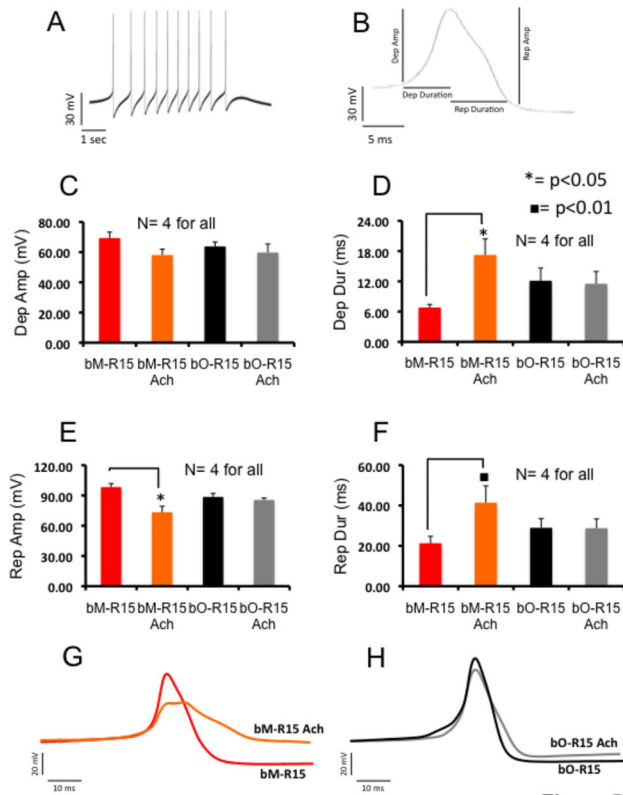 A
30 mV
1 sec
B
Dep Amp
Rep Amp
Dep Duration
Rep Duration
5 ms
C
N= 4 for all
Dep Amp (mV)
80.00
60.00
40.00
20.00
0.00
bM-R15
bM-R15 Ach
bO-R15
bO-R15 Ach
D
*= p<0.05
■= p<0.01
N= 4 for all
Dep Dur (ms)
24.00
18.00
12.00
6.00
0.00
*
bM-R15
bM-R15 Ach
bO-R15
bO-R15 Ach
E
N= 4 for all
Rep Amp (mV)
120.00
90.00
60.00
30.00
0.00
*
bM-R15
bM-R15 Ach
bO-R15
bO-R15 Ach
F
N= 4 for all
Rep Dur (ms)
60.00
40.00
20.00
0.00
■
bM-R15
bM-R15 Ach
bO-R15
bO-R15 Ach
G
bM-R15 Ach
bM-R15
20 mV
10 ms
H
bO-R15 Ach
bO-R15
20 mV
10 ms